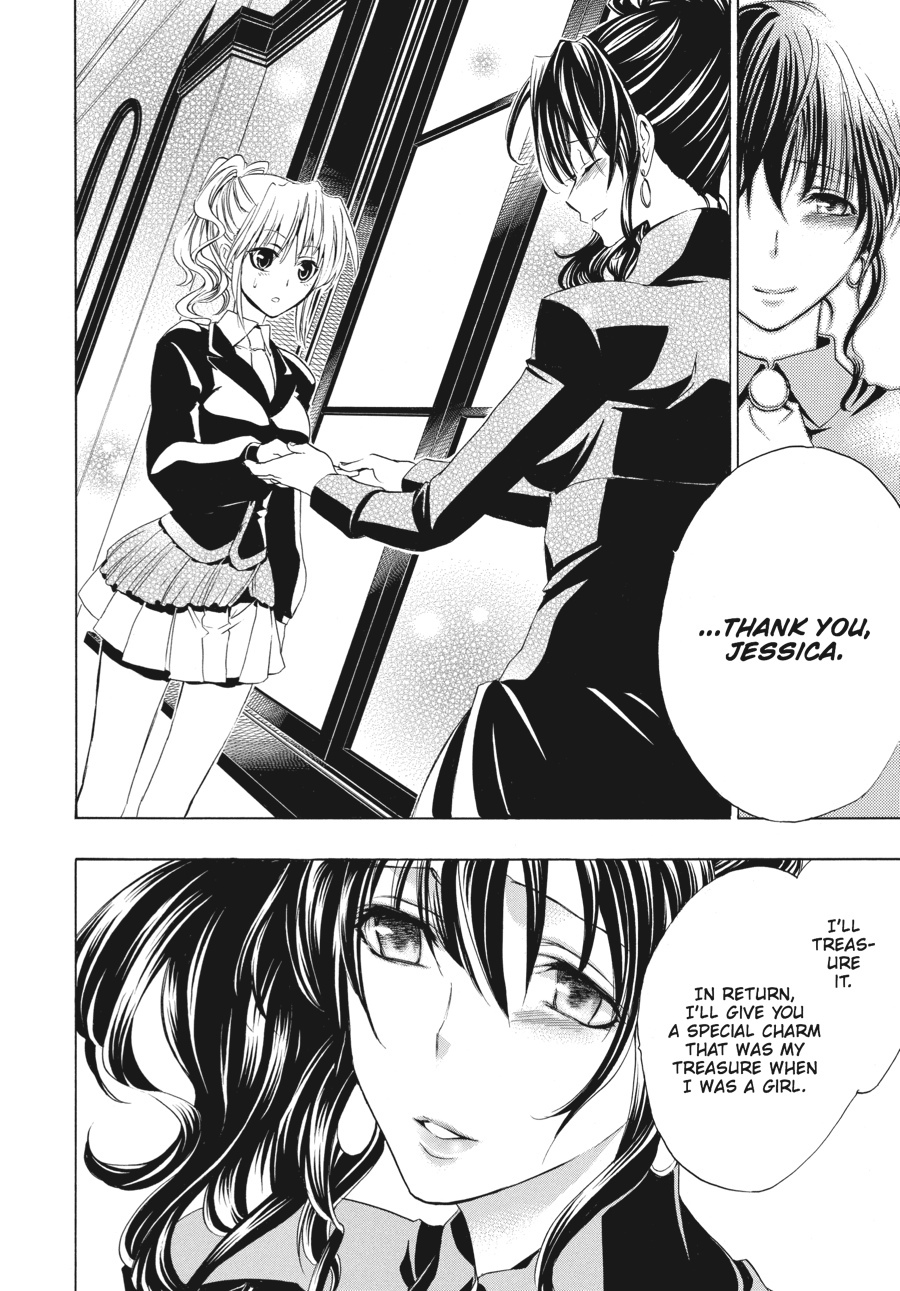 ...THANK YOU,
JESSICA.
I'LL
TREAS-
URE
IT.
IN RETURN,
I'LL GIVE YOU
A SPECIAL CHARM
THAT WAS MY
TREASURE WHEN
I WAS A GIRL.